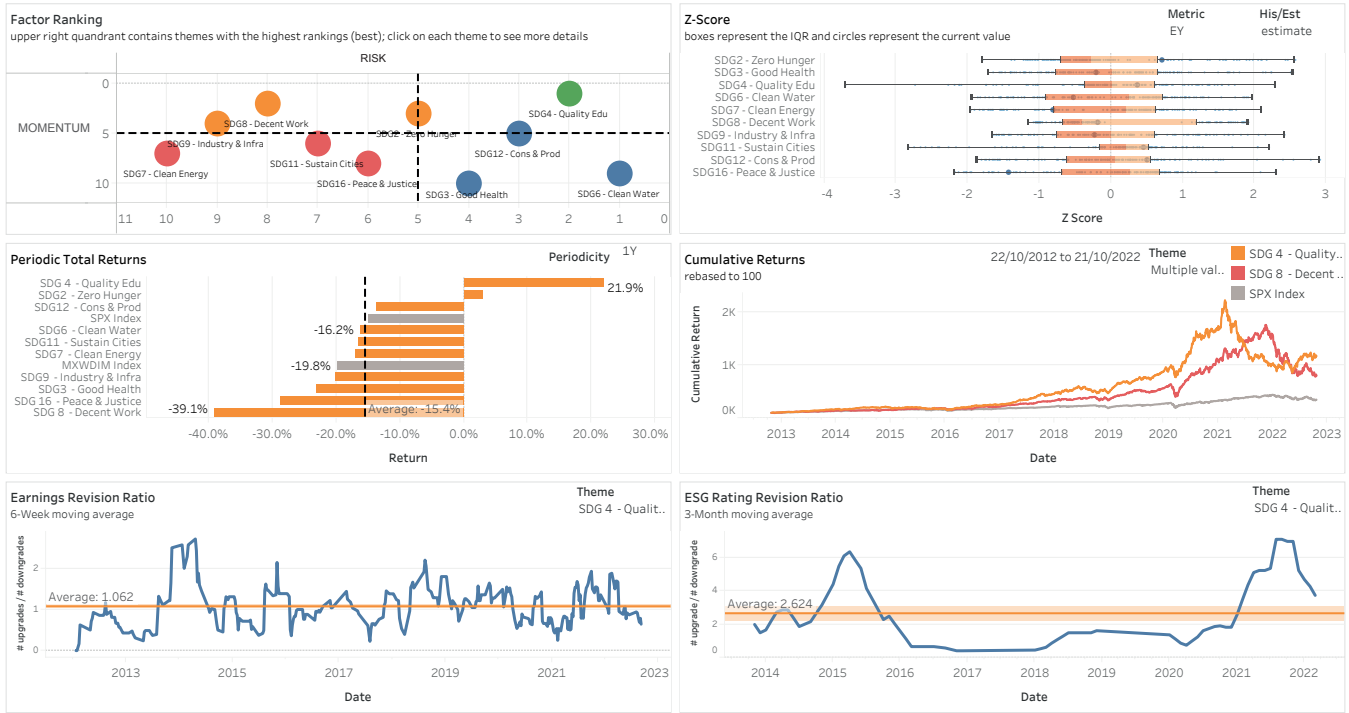 Factor Ranking
upper right quandrant contains themes with the highest rankings (best); click on each theme to see more details
RISK
MOMENTUM
0
5
10
SDG4 - Quality Edu
SDG8 - Decent Work
SDG2 - Zero Hunger
SDG9 - Industry & Infra
SDG12 - Cons & Prod
SDG11 - Sustain Cities
SDG7 - Clean Energy
SDG16 - Peace & Justice
SDG3 - Good Health
SDG6 - Clean Water
11 10 9 8 7 6 5 4 3 2 1 0
Z-Score
boxes represent the IQR and circles represent the current value
Metric
EY
His/Est
estimate
SDG2 - Zero Hunger
SDG3 - Good Health
SDG4 - Quality Edu
SDG6 - Clean Water
SDG7 - Clean Energy
SDG8 - Decent Work
SDG9 - Industry & Infra
SDG11 - Sustain Cities
SDG12 - Cons & Prod
SDG16 - Peace & Justice
-4 -3 -2 -1 0 1 2 3
Z Score
Periodic Total Returns
Periodicity
1Y
SDG 4 - Quality Edu
SDG2 - Zero Hunger
SDG12 - Cons & Prod
SPX Index
SDG6 - Clean Water
SDG11 - Sustain Cities
SDG7 - Clean Energy
MXWDIM Index
SDG9 - Industry & Infra
SDG3 - Good Health
SDG 16 - Peace & Justice
SDG 8 - Decent Work
21.9%
-16.2%
-19.8%
-39.1%
Average: -15.4%
-40.0% -30.0% -20.0% -10.0% 0.0% 10.0% 20.0% 30.0%
Return
Cumulative Returns
rebased to 100
22/10/2012 to 21/10/2022
Theme
Multiple val..
SDG 4 - Quality..
SDG 8 - Decent ..
SPX Index
Cumulative Return
2K
1K
0K
2013 2014 2015 2016 2017 2018 2019 2020 2021 2022 2023
Date
Earnings Revision Ratio
6-Week moving average
Theme
SDG 4 - Qualit..
# upgrades / # downgrades
2
1
0
Average: 1.062
2013 2015 2017 2019 2021 2023
Date
ESG Rating Revision Ratio
3-Month moving average
Theme
SDG 4 - Qualit..
# upgrade / # downgrade
6
4
2
0
Average: 2.624
2014 2015 2016 2017 2018 2019 2020 2021 2022
Date